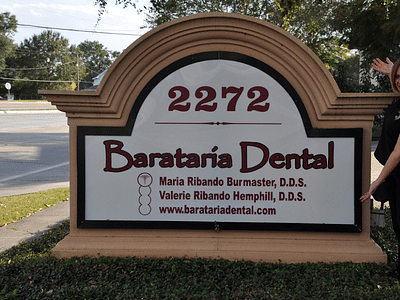 2272
Barataria Dental
Maria Ribando Burmaster, D.D.S.
Valerie Ribando Hemphill, D.D.S.
www.baratariadental.com